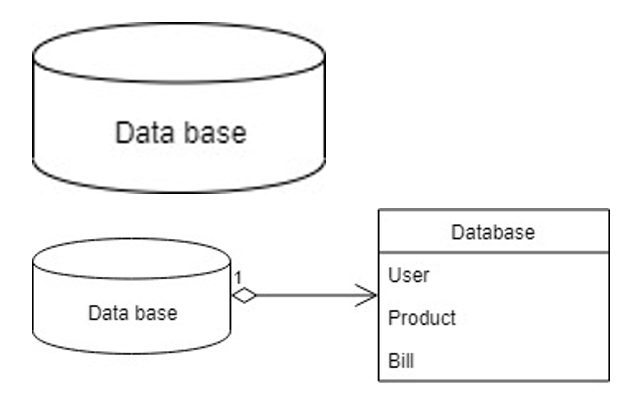 Data base
Database
1
User
Data base
Product
Bill